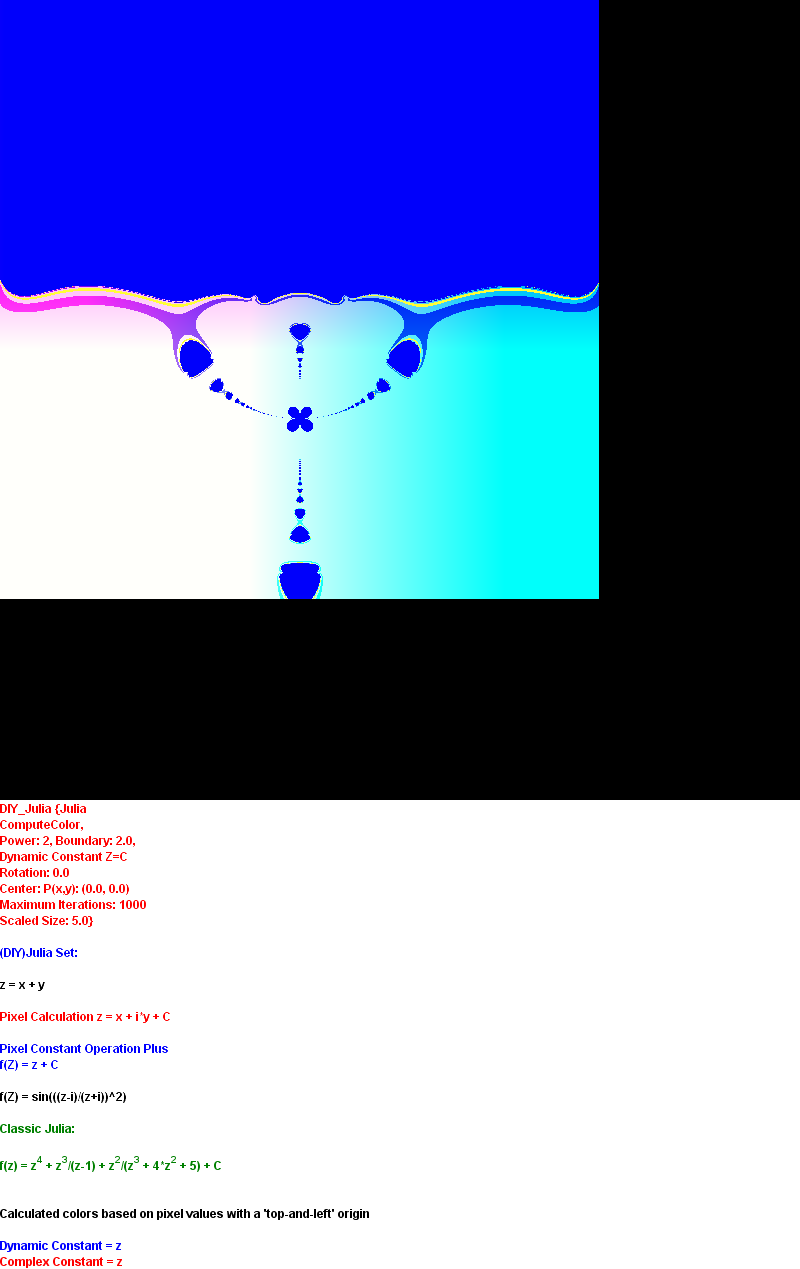 DIY_Julia {Julia
ComputeColor,
Power: 2, Boundary: 2.0,
Dynamic Constant Z=C
Rotation: 0.0
Center: P(x,y): (0.0, 0.0)
Maximum Iterations: 1000
Scaled Size: 5.0}
(DIY)Julia Set:
z = x + y
Pixel Calculation z = x + i*y + C
Pixel Constant Operation Plus
f(Z) = z + C
f(Z) = sin(((z-i)/(z+i))^2)
Classic Julia:
f(z) = z^4 + z^3/(z-1) + z^2/(z^3 + 4*z^2 + 5) + C
Calculated colors based on pixel values with a 'top-and-left' origin
Dynamic Constant = z
Complex Constant = z